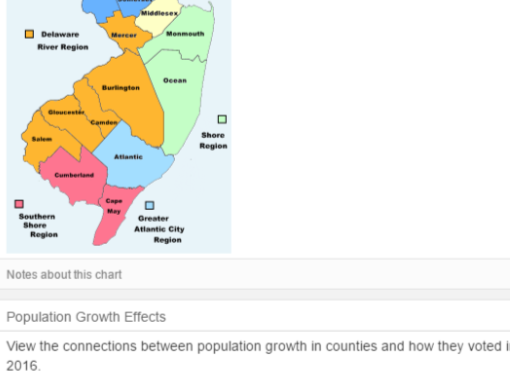 Somerset
Middlesex
Delaware
River Region
Mercer
Monmouth
Ocean
Burlington
Gloucester
Camden
Salem
Shore
Region
Atlantic
Cumberland
Cape
May
Southern
Shore
Region
Greater
Atlantic City
Region
Notes about this chart
Population Growth Effects
View the connections between population growth in counties and how they voted i
2016.